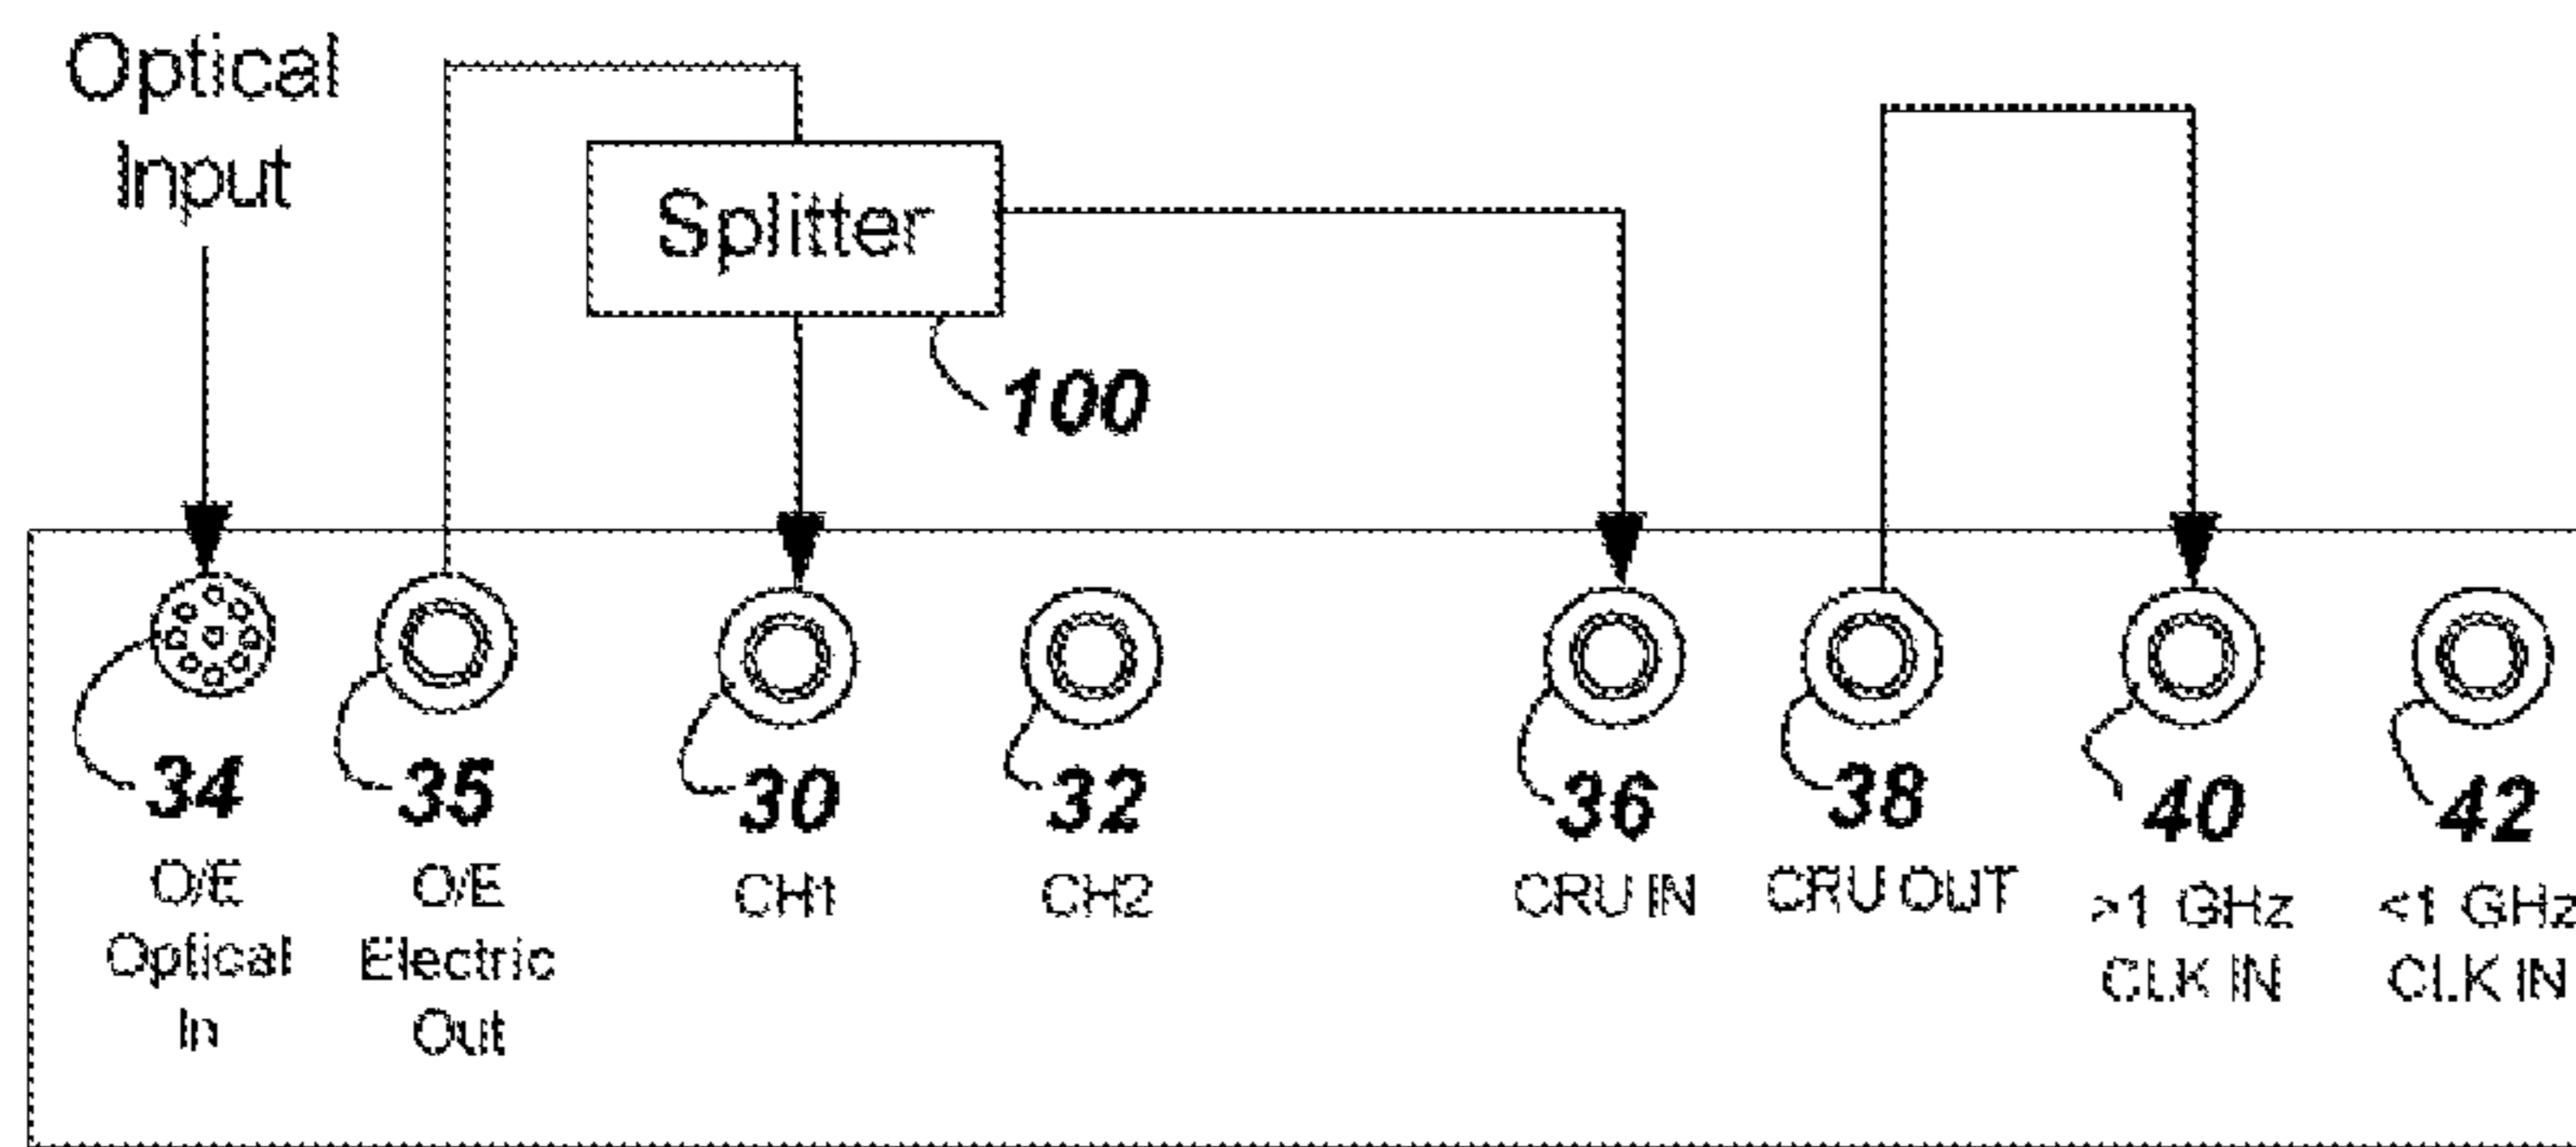 Optical
Input
Splitter
100
34
35
30
32
36
38
40
42
O/E
Optical
In
O/E
Electric
Out
CH1
CH2
CRU IN
CRU OUT
>1 GHz
CLK IN
<1 GHz
CLK IN